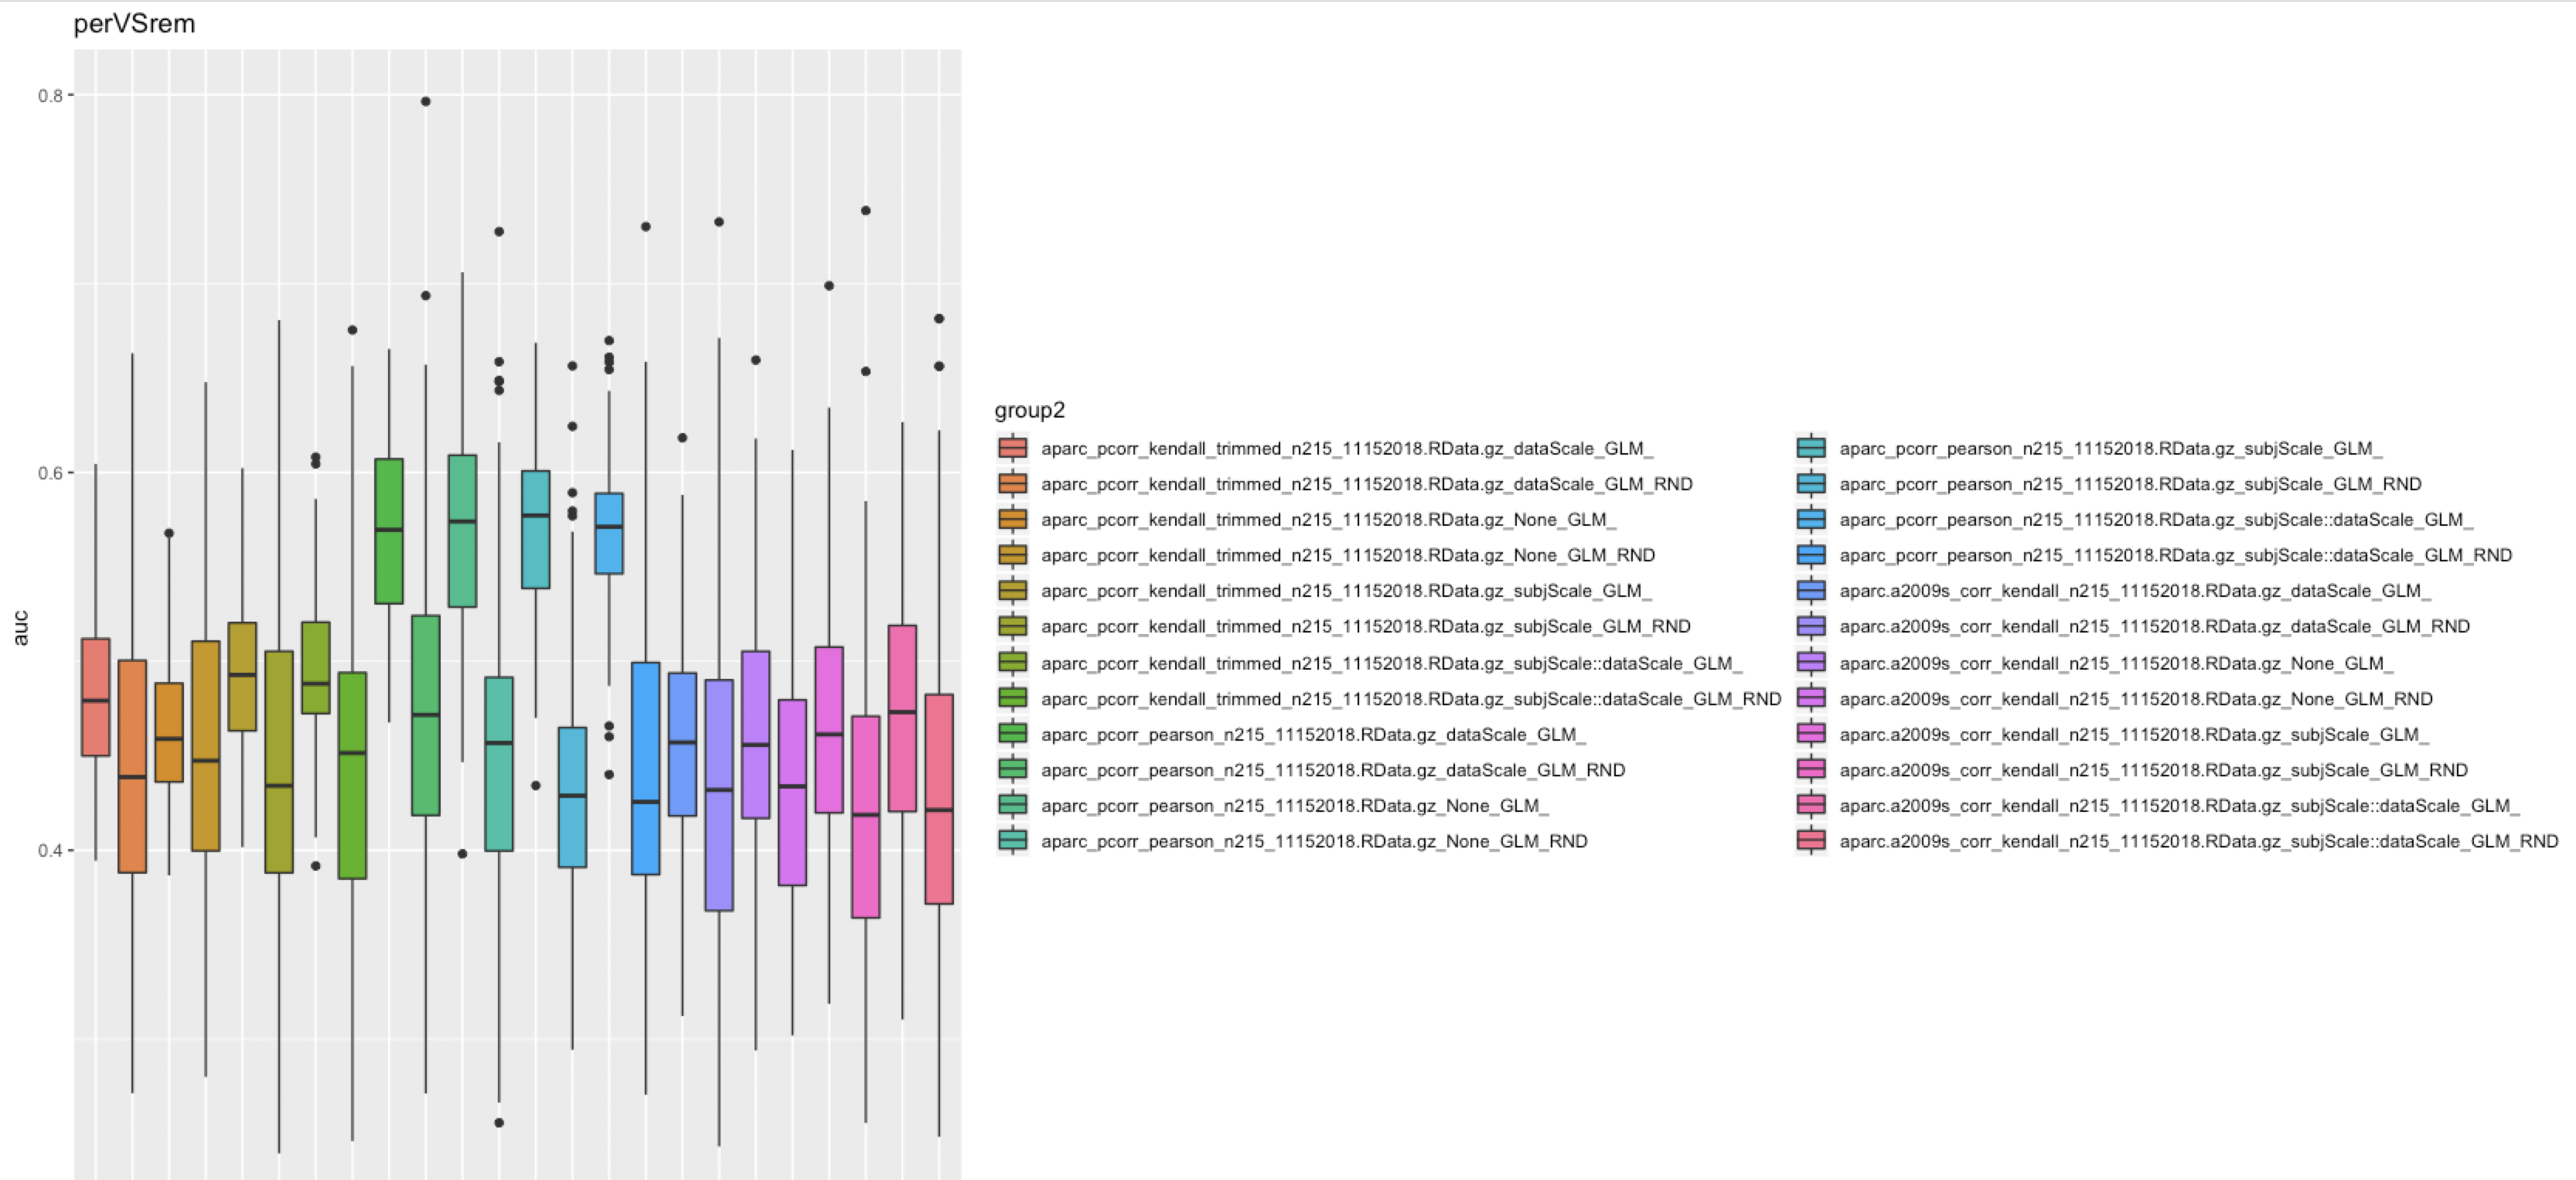 perVSrem
0.8
0.6
0.4
auc
group2
aparc_pcorr_kendall_trimmed_n215_11152018.RData.gz_dataScale_GLM_
aparc_pcorr_kendall_trimmed_n215_11152018.RData.gz_dataScale_GLM_RND
aparc_pcorr_kendall_trimmed_n215_11152018.RData.gz_None_GLM_
aparc_pcorr_kendall_trimmed_n215_11152018.RData.gz_None_GLM_RND
aparc_pcorr_kendall_trimmed_n215_11152018.RData.gz_subjScale_GLM_
aparc_pcorr_kendall_trimmed_n215_11152018.RData.gz_subjScale_GLM_RND
aparc_pcorr_kendall_trimmed_n215_11152018.RData.gz_subjScale::dataScale_GLM_
aparc_pcorr_kendall_trimmed_n215_11152018.RData.gz_subjScale::dataScale_GLM_RND
aparc_pcorr_pearson_n215_11152018.RData.gz_dataScale_GLM_
aparc_pcorr_pearson_n215_11152018.RData.gz_dataScale_GLM_RND
aparc_pcorr_pearson_n215_11152018.RData.gz_None_GLM_
aparc_pcorr_pearson_n215_11152018.RData.gz_None_GLM_RND
aparc_pcorr_pearson_n215_11152018.RData.gz_subjScale_GLM_
aparc_pcorr_pearson_n215_11152018.RData.gz_subjScale_GLM_RND
aparc_pcorr_pearson_n215_11152018.RData.gz_subjScale::dataScale_GLM_
aparc_pcorr_pearson_n215_11152018.RData.gz_subjScale::dataScale_GLM_RND
aparc.a2009s_corr_kendall_n215_11152018.RData.gz_dataScale_GLM_
aparc.a2009s_corr_kendall_n215_11152018.RData.gz_dataScale_GLM_RND
aparc.a2009s_corr_kendall_n215_11152018.RData.gz_None_GLM_
aparc.a2009s_corr_kendall_n215_11152018.RData.gz_None_GLM_RND
aparc.a2009s_corr_kendall_n215_11152018.RData.gz_subjScale_GLM_
aparc.a2009s_corr_kendall_n215_11152018.RData.gz_subjScale_GLM_RND
aparc.a2009s_corr_kendall_n215_11152018.RData.gz_subjScale::dataScale_GLM_
aparc.a2009s_corr_kendall_n215_11152018.RData.gz_subjScale::dataScale_GLM_RND